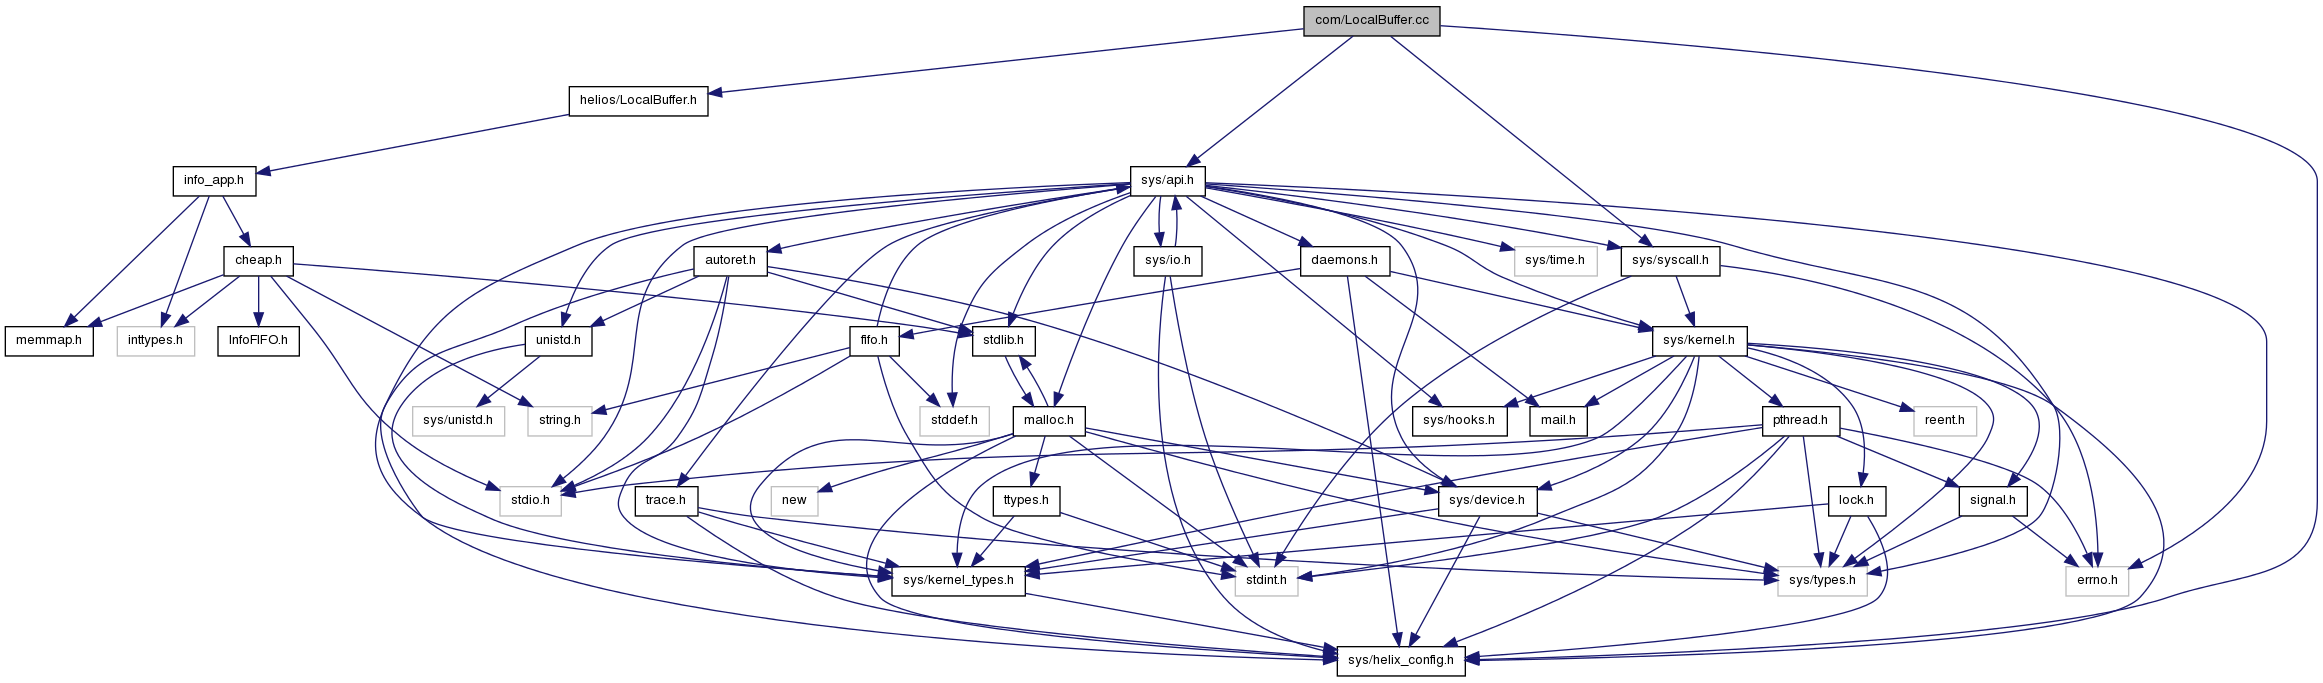 com/LocalBuffer.cc
helios/LocalBuffer.h
info_app.h
sys/api.h
cheap.h
autoret.h
sys/io.h
daemons.h
sys/time.h
sys/syscall.h
memmap.h
inttypes.h
InfoFIFO.h
unistd.h
fifo.h
stdlib.h
sys/kernel.h
sys/unistd.h
string.h
stddef.h
malloc.h
sys/hooks.h
mail.h
pthread.h
reent.h
stdio.h
trace.h
new
ttypes.h
sys/device.h
lock.h
signal.h
sys/kernel_types.h
stdint.h
sys/types.h
errno.h
sys/helix_config.h